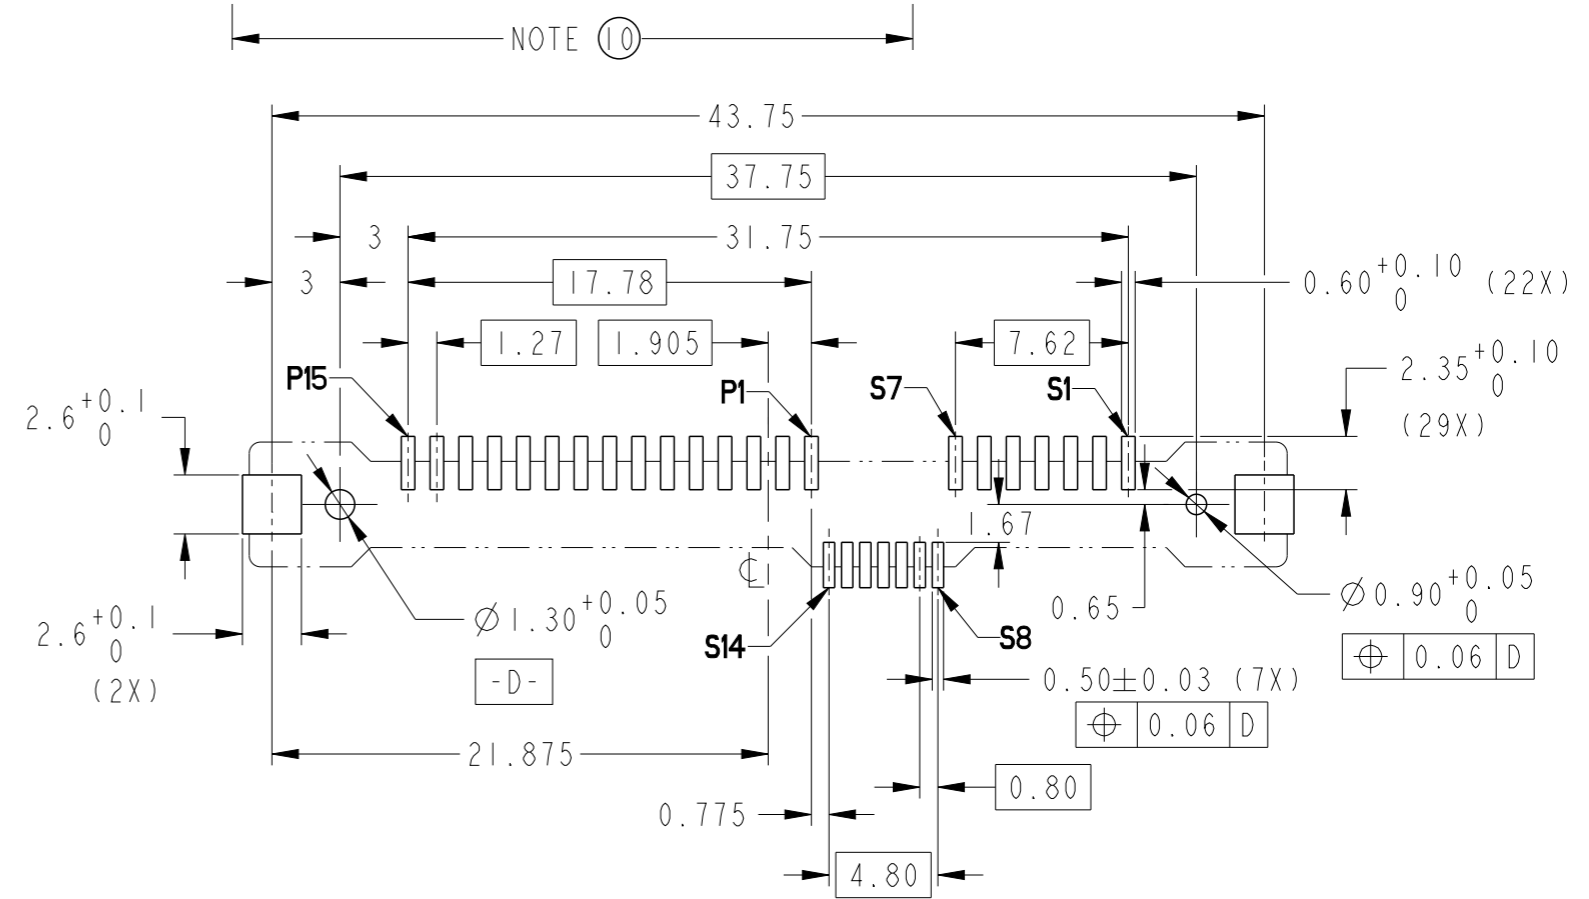 NOTE 10
43.75
37.75
3 31.75
3 17.78 0.60 +0.10 0 (22X)
1.27 1.905 7.62
2.35 +0.10 0
(29X)
P15 P1 S7 S1
2.6 +0.1 0
1.67
℄
0.65
Ø0.90 +0.05 0
⌖ 0.06 D
2.6 +0.1 0
(2X)
Ø1.30 +0.05 0
-D-
S14 S8
0.50±0.03 (7X)
⌖ 0.06 D
21.875
0.80
0.775
4.80